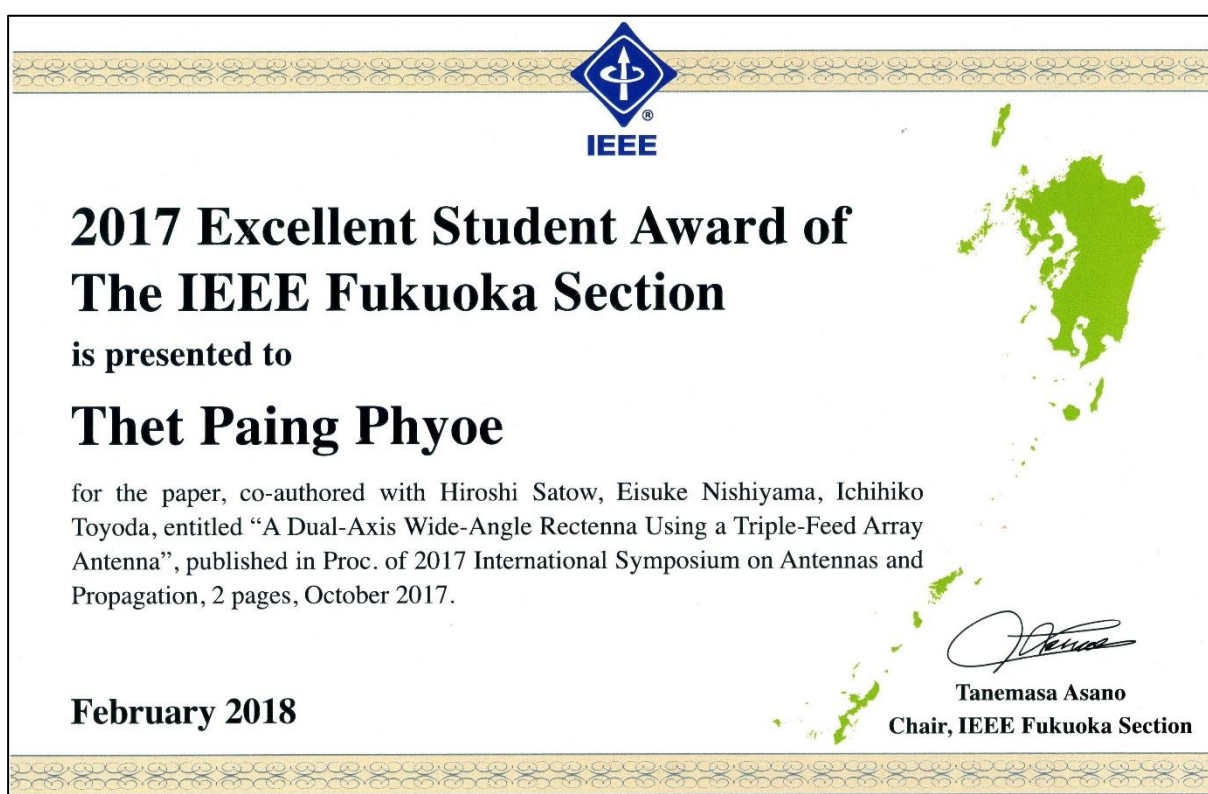 IEEE
2017 Excellent Student Award of
The IEEE Fukuoka Section
is presented to
Thet Paing Phyoe
for the paper, co-authored with Hiroshi Satow, Eisuke Nishiyama, Ichihiko
Toyoda, entitled “A Dual-Axis Wide-Angle Rectenna Using a Triple-Feed Array
Antenna”, published in Proc. of 2017 International Symposium on Antennas and
Propagation, 2 pages, October 2017.
Tanemasa Asano
Chair, IEEE Fukuoka Section
February 2018